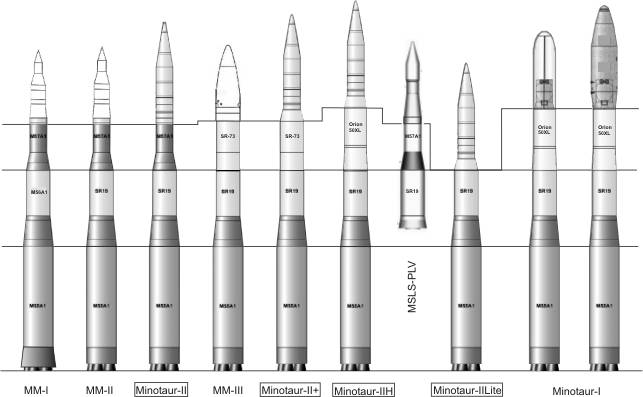 Orion
50XL
Orion
50XL
Orion
50XL
M57A1
M57A1
M57A1
SR-73
SR-73
M57A1
M56A1
SR19
SR19
SR19
SR19
SR19
SR19
SR19
SR19
SR19
M55A1
M55A1
M55A1
M55A1
M55A1
M55A1
M55A1
M55A1
M55A1
MSLS-PLV
MM-I
MM-II
Minotaur-II
MM-III
Minotaur-II+
Minotaur-IIH
Minotaur-IILite
Minotaur-I